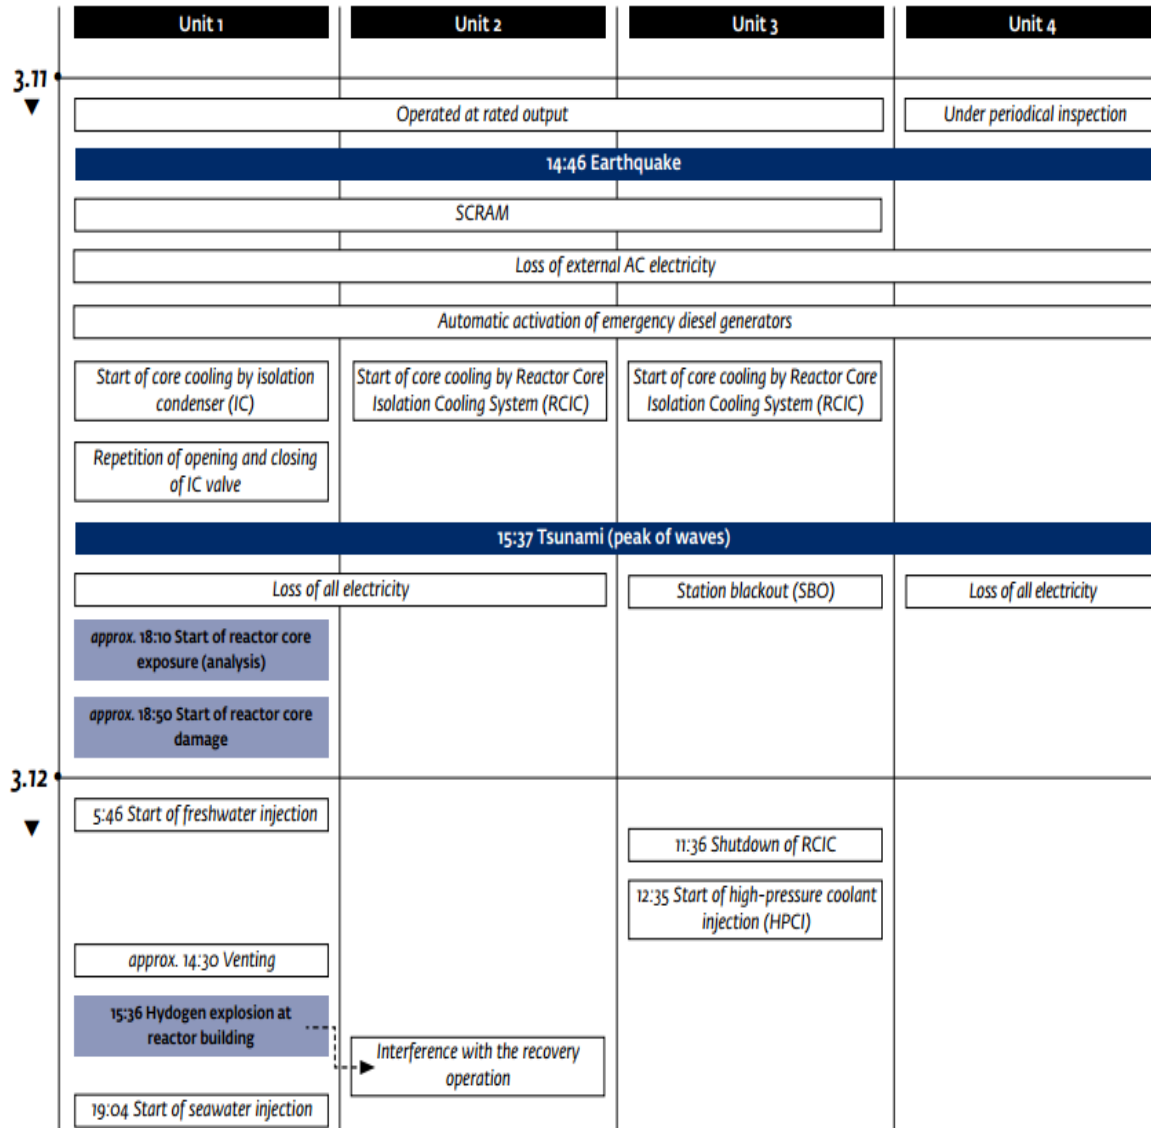 Unit 1
Unit 2
Unit 3
Unit 4
3.11
▼
Operated at rated output
Under periodical inspection
14:46 Earthquake
SCRAM
Loss of external AC electricity
Automatic activation of emergency diesel generators
Start of core cooling by isolation
condenser (IC)
Start of core cooling by Reactor Core
Isolation Cooling System (RCIC)
Start of core cooling by Reactor Core
Isolation Cooling System (RCIC)
Repetition of opening and closing
of IC valve
15:37 Tsunami (peak of waves)
Loss of all electricity
Station blackout (SBO)
Loss of all electricity
approx. 18:10 Start of reactor core
exposure (analysis)
approx. 18:50 Start of reactor core
damage
3.12
▼
5:46 Start of freshwater injection
11:36 Shutdown of RCIC
12:35 Start of high-pressure coolant
injection (HPCI)
approx. 14:30 Venting
15:36 Hydogen explosion at
reactor building
Interference with the recovery
operation
19:04 Start of seawater injection